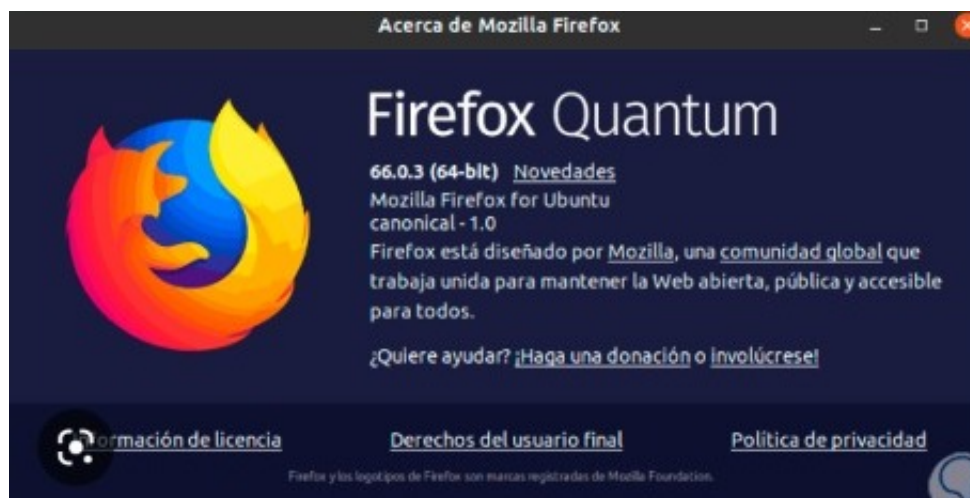 Acerca de Mozilla Firefox
Firefox Quantum
66.0.3 (64-bit) Novedades
Mozilla Firefox for Ubuntu
canonical - 1.0
Firefox está diseñado por Mozilla, una comunidad global que
trabaja unida para mantener la Web abierta, pública y accesible
para todos.
¿Quiere ayudar? ¡Haga una donación o involúcrese!
ormación de licencia Derechos del usuario final Política de privacidad
Firefox y los logotipos de Firefox son marcas registradas de Mozilla Foundation.